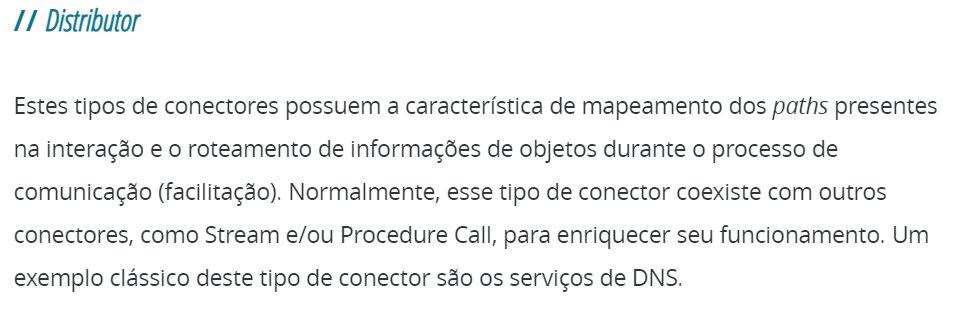 // Distributor
Estes tipos de conectores possuem a característica de mapeamento dos paths presentes
na interação e o roteamento de informações de objetos durante o processo de
comunicação (facilitação). Normalmente, esse tipo de conector coexiste com outros
conectores, como Stream e/ou Procedure Call, para enriquecer seu funcionamento. Um
exemplo clássico deste tipo de conector são os serviços de DNS.